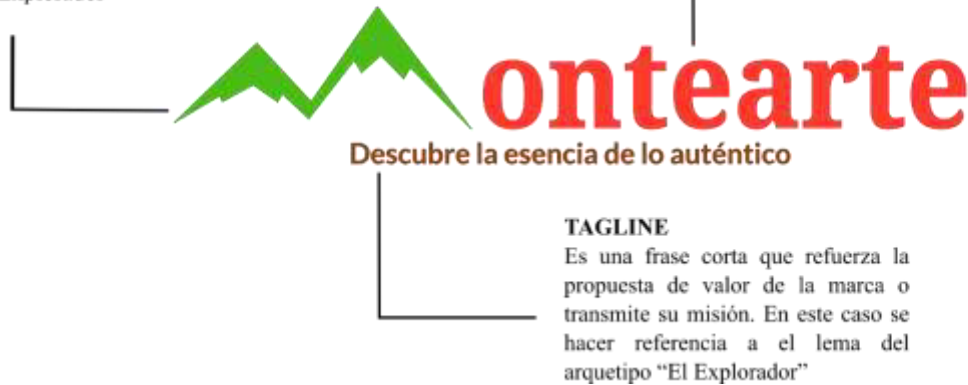 ontearte
Descubre la esencia de lo auténtico
TAGLINE
Es una frase corta que refuerza la
propuesta de valor de la marca o
transmite su misión. En este caso se
hacer referencia a el lema del
arquetipo “El Explorador”